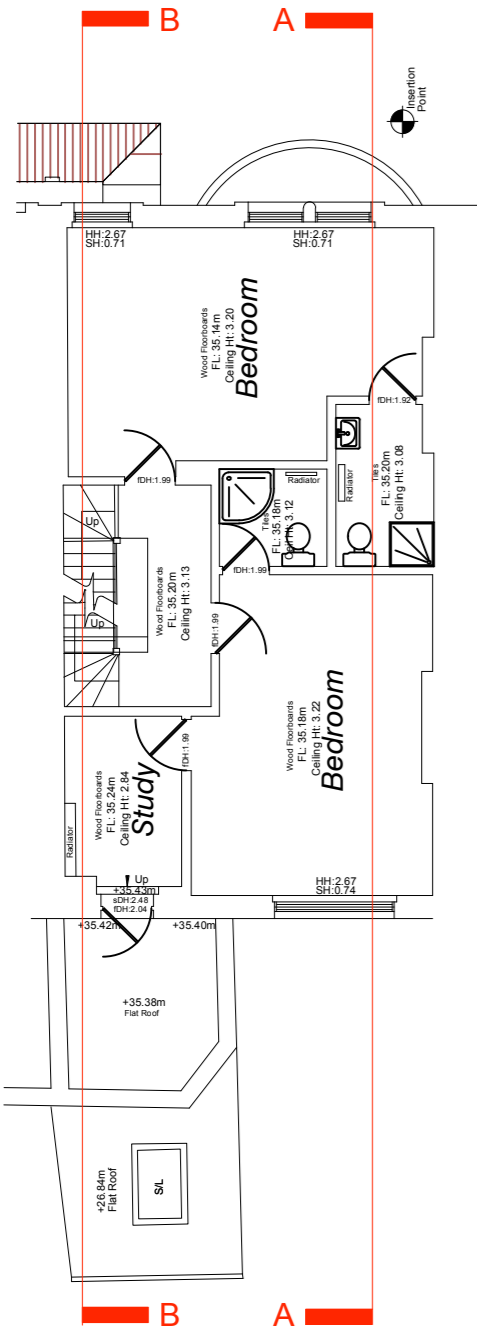 B
A
Insertion
Point
HH:2.67
SH:0.71
HH:2.67
SH:0.71
Wood Floorboards
FL: 35.14m
Ceiling Ht: 3.20
Bedroom
fDH:1.92
fDH:1.99
Radiator
Radiator
Tiles
FL: 35.20m
Ceiling Ht: 3.08
Tiles
FL: 35.18m
Ceil Ht: 3.12
Up
Up
Wood Floorboards
FL: 35.20m
Ceiling Ht: 3.13
fDH:1.99
fDH:1.99
Wood Floorboards
FL: 35.18m
Ceiling Ht: 3.22
Bedroom
fDH:1.99
Radiator
Wood Floorboards
FL: 35.24m
Ceiling Ht: 2.84
Study
Up
+35.43m
sDH:2.48
fDH:2.04
HH:2.67
SH:0.74
+35.42m
+35.40m
+35.38m
Flat Roof
+26.84m
Flat Roof
S/L
B
A